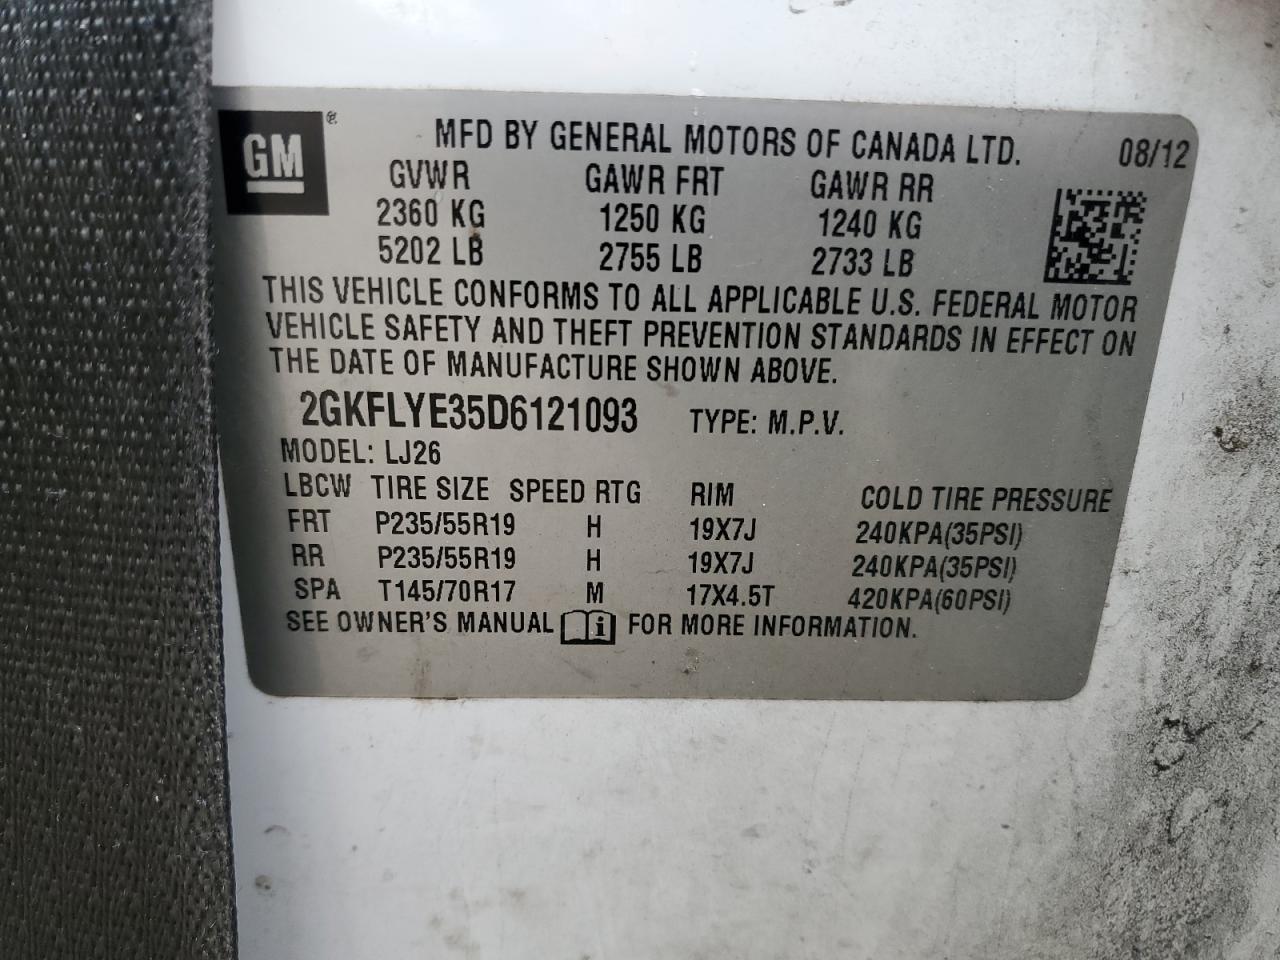 GM ®
MFD BY GENERAL MOTORS OF CANADA LTD. 08/12
GVWR GAWR FRT GAWR RR
2360 KG 1250 KG 1240 KG
5202 LB 2755 LB 2733 LB
THIS VEHICLE CONFORMS TO ALL APPLICABLE U.S. FEDERAL MOTOR
VEHICLE SAFETY AND THEFT PREVENTION STANDARDS IN EFFECT ON
THE DATE OF MANUFACTURE SHOWN ABOVE.
2GKFLYE35D6121093 TYPE: M.P.V.
MODEL: LJ26
LBCW TIRE SIZE SPEED RTG RIM COLD TIRE PRESSURE
FRT P235/55R19 H 19X7J 240KPA(35PSI)
RR P235/55R19 H 19X7J 240KPA(35PSI)
SPA T145/70R17 M 17X4.5T 420KPA(60PSI)
SEE OWNER'S MANUAL i FOR MORE INFORMATION.